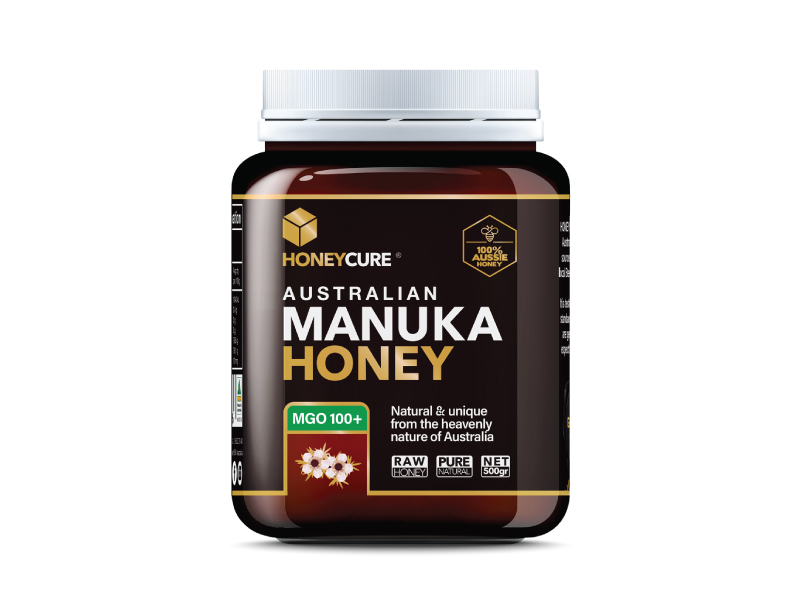 HONEYCURE ®
100%
AUSSIE
HONEY
AUSTRALIAN
MANUKA
HONEY
MGO 100+
Natural & unique
from the heavenly
nature of Australia
RAW
HONEY
PURE
NATURAL
NET
500gr